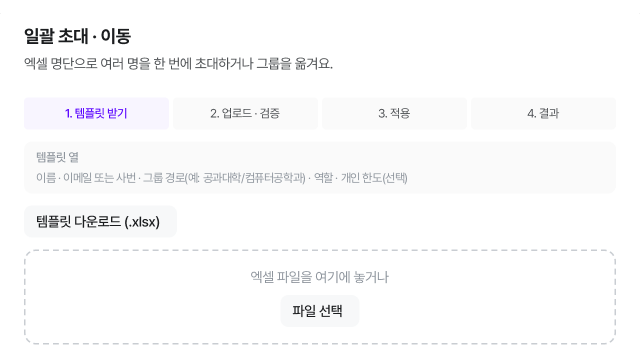 일괄 초대 · 이동
엑셀 명단으로 여러 명을 한 번에 초대하거나 그룹을 옮겨요.
1. 템플릿 받기
2. 업로드 · 검증
3. 적용
4. 결과
템플릿 열
이름 · 이메일 또는 사번 · 그룹 경로(예: 공과대학/컴퓨터공학과) · 역할 · 개인 한도(선택)
템플릿 다운로드 (.xlsx)
엑셀 파일을 여기에 놓거나
파일 선택